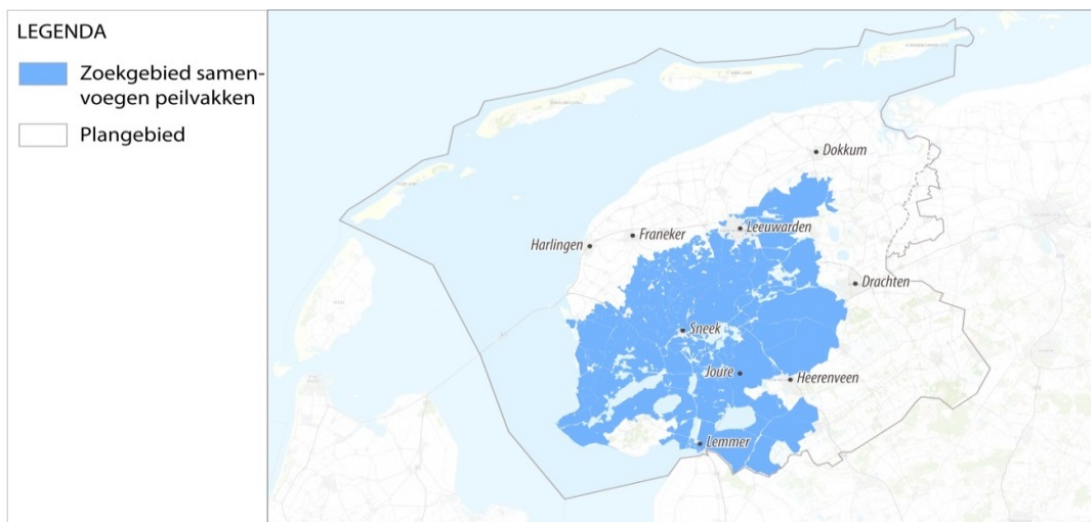 LEGENDA
Zoekgebied samen-
voegen peilvakken
Plangebied
Dokkum
Leeuwarden
Franeker
Harlingen
Drachten
Sneek
Joure
Heerenveen
Lemmer